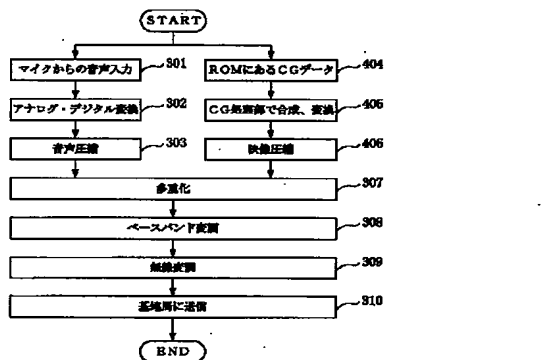 START
マイクからの音声入力
301
ROMにあるCGデータ
404
アナログ・デジタル変換
302
CG処理部で合成、変換
405
音声圧縮
303
映像圧縮
406
多重化
307
ベースバンド変調
308
無線変調
309
基地局に送信
310
END